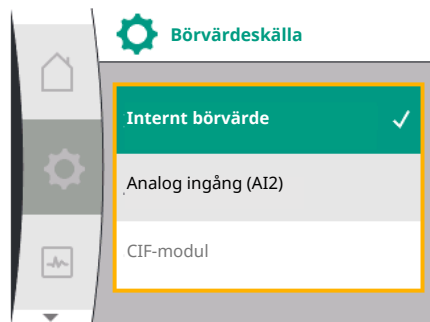 Börvärdeskälla
Internt börvärde
Analog ingång (AI2)
CIF-modul